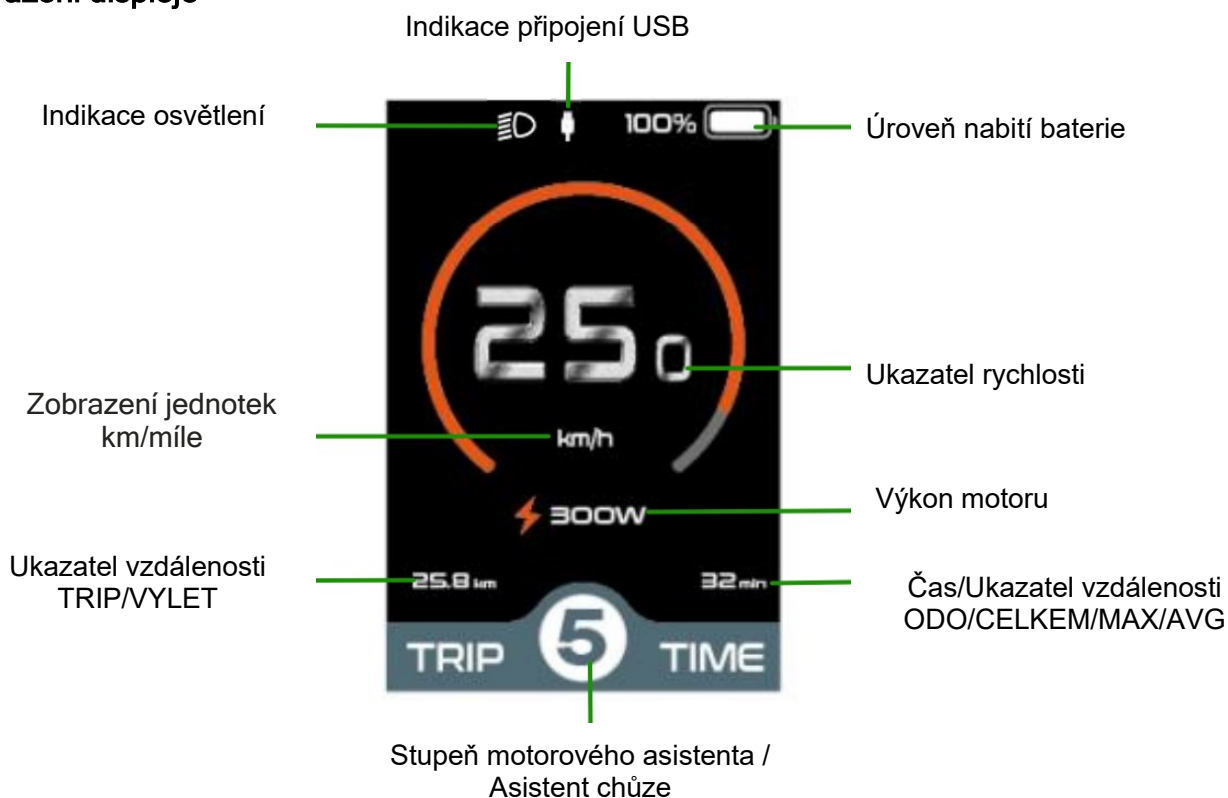 Indikace připojení USB
Indikace osvětlení
100%
Úroveň nabití baterie
25.0
Ukazatel rychlosti
Zobrazení jednotek
km/míle
km/h
300W
Výkon motoru
Ukazatel vzdálenosti
TRIP/VYLET
25.8 km
32 min
Čas/Ukazatel vzdálenosti
ODO/CELKEM/MAX/AVG
TRIP
5
TIME
Stupeň motorového asistenta /
Asistent chůze